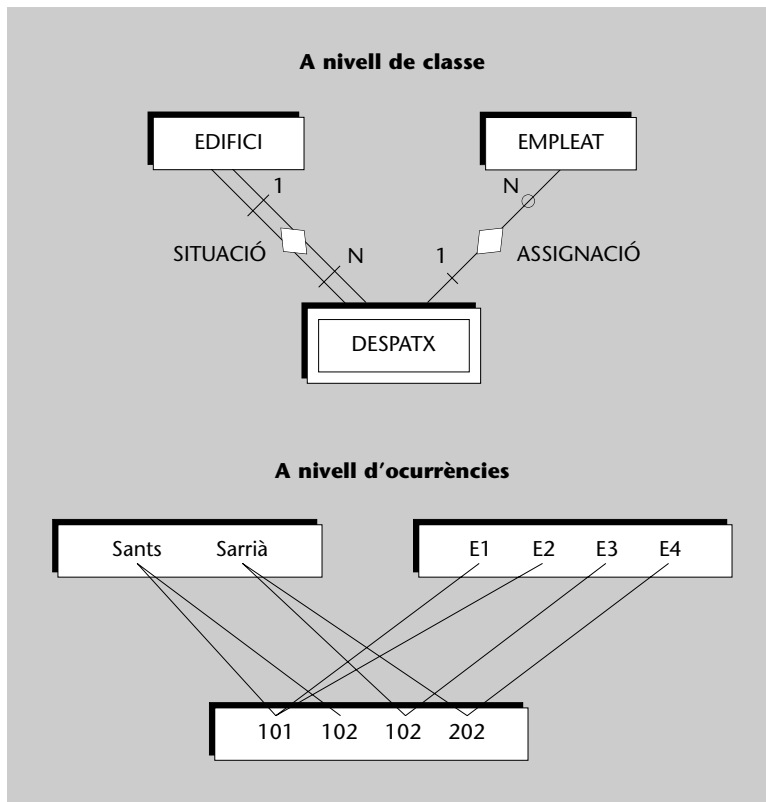 A nivell de classe
EDIFICI EMPLEAT
1 N
SITUACIÓ N 1 ASSIGNACIÓ
DESPATX
A nivell d'ocurrències
Sants Sarrià E1 E2 E3 E4
101 102 102 202